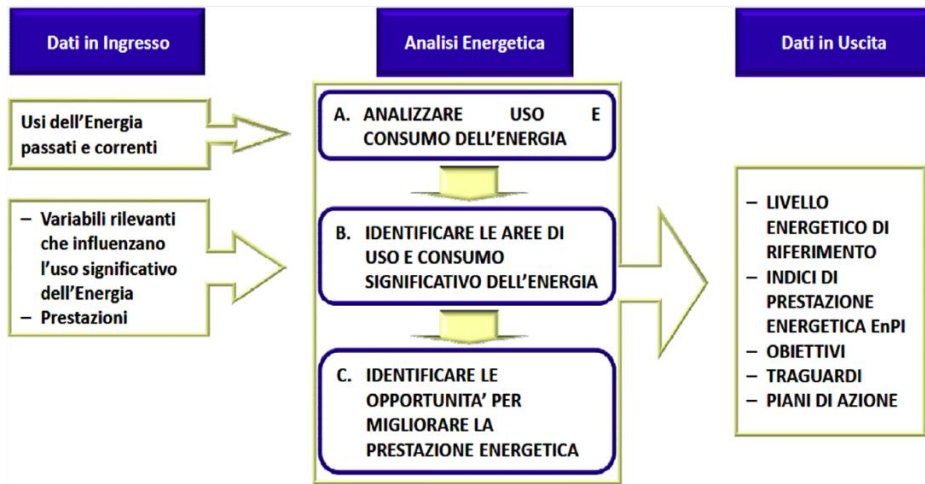 Dati in Ingresso
Analisi Energetica
Dati in Uscita
Usi dell'Energia
passati e correnti
– Variabili rilevanti
che influenzano
l'uso significativo
dell'Energia
– Prestazioni
A. ANALIZZARE USO E
CONSUMO DELL'ENERGIA
B. IDENTIFICARE LE AREE DI
USO E CONSUMO
SIGNIFICATIVO DELL'ENERGIA
C. IDENTIFICARE LE
OPPORTUNITA' PER
MIGLIORARE LA
PRESTAZIONE ENERGETICA
– LIVELLO
ENERGETICO DI
RIFERIMENTO
– INDICI DI
PRESTAZIONE
ENERGETICA EnPI
– OBIETTIVI
– TRAGUARDI
– PIANI DI AZIONE